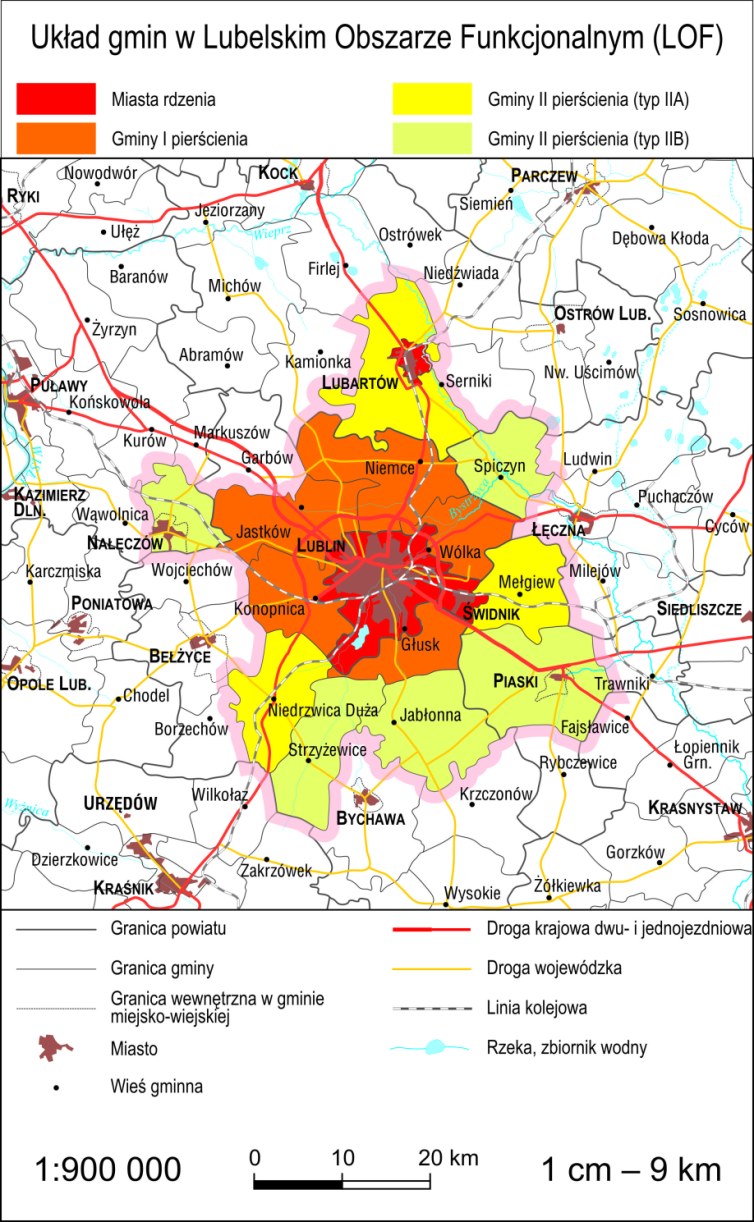 Układ gmin w Lubelskim Obszarze Funkcjonalnym (LOF)
Miasta rdzenia
Gminy II pierścienia (typ IIA)
Gminy I pierścienia
Gminy II pierścienia (typ IIB)
Nowodwór
KOCK
PARCZEW
RYKI
Siemień
Jeziorzany
Ułęż
Wieprz
Ostrówek
Dębowa Kłoda
Firlej
Niedźwiada
Baranów
Michów
OSTRÓW LUB.
Sosnowica
Żyrzyn
Abramów
Kamionka
Nw. Uścimów
PUŁAWY
LUBARTÓW
Serniki
Końskowola
Kurów
Markuszów
Garbów
Niemce
Spiczyn
Ludwin
KAZIMIERZ
DLN.
Puchaczów
Wąwolnica
Bystrzyca
Jastków
ŁĘCZNA
Cyców
NAŁĘCZÓW
LUBLIN
Wólka
Karczmiska
Wojciechów
Mełgiew
Milejów
PONIATOWA
Konopnica
ŚWIDNIK
SIEDLISZCZE
BEŁŻYCE
Głusk
OPOLE LUB.
PIASKI
Trawniki
Chodel
Niedrzwica Duża
Jabłonna
Borzechów
Fajsławice
Strzyżewice
Łopiennik
Grn.
Rybczewice
Wilkołaz
Krzczonów
URZĘDÓW
BYCHAWA
KRASNYSTAW
Wyżnica
Dzierzkowice
Gorzków
Zakrzówek
KRAŚNIK
Wysokie
Żółkiewka
Granica powiatu
Droga krajowa dwu- i jednojezdniowa
Granica gminy
Droga wojewódzka
Granica wewnętrzna w gminie
miejsko-wiejskiej
Linia kolejowa
Miasto
Rzeka, zbiornik wodny
Wieś gminna
1:900 000
0 10 20 km
1 cm – 9 km